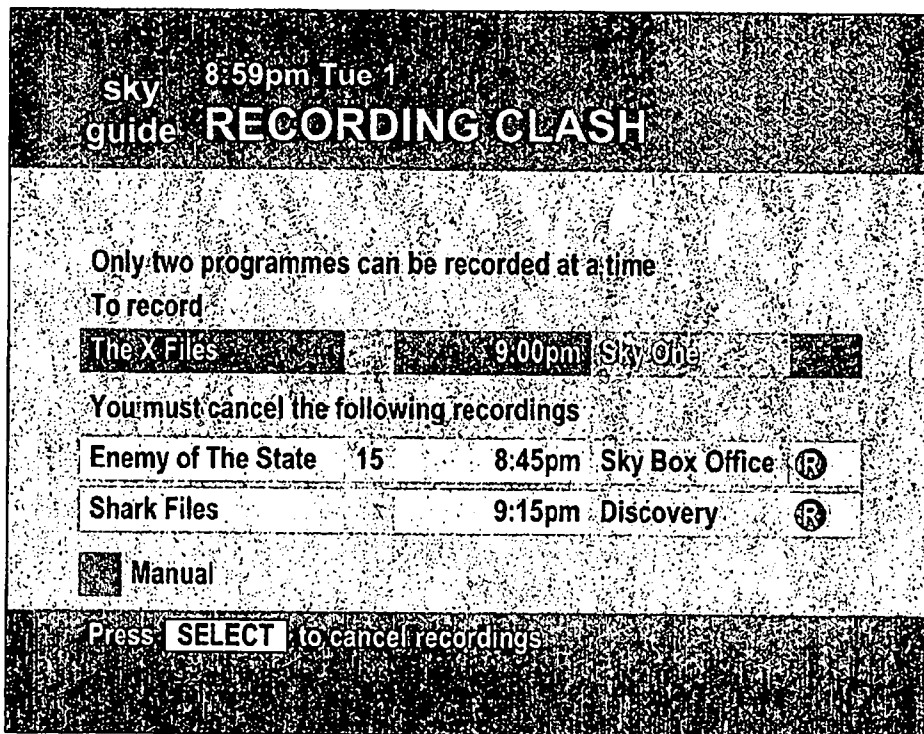 8:59pm Tue 1
sky guide RECORDING CLASH
Only two programmes can be recorded at a time
To record
The X Files 9:00pm Sky One
You must cancel the following recordings
Enemy of The State 15 8:45pm Sky Box Office R
Shark Files 9:15pm Discovery R
Manual
Press SELECT to cancel recordings